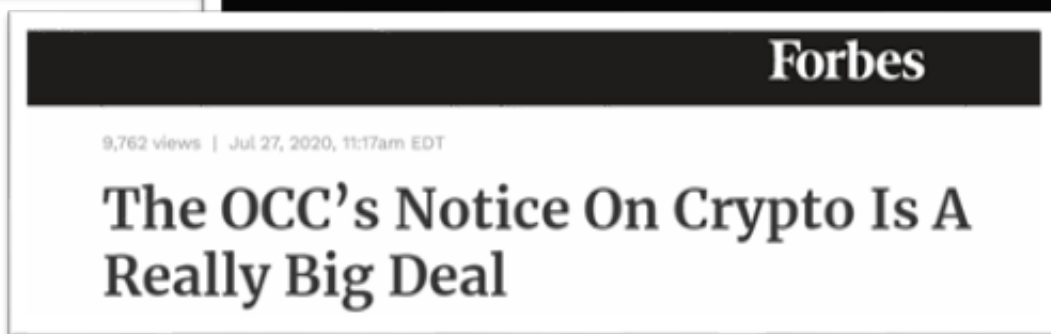 Forbes
9,762 views | Jul 27, 2020, 11:17am EDT
The OCC’s Notice On Crypto Is A
Really Big Deal